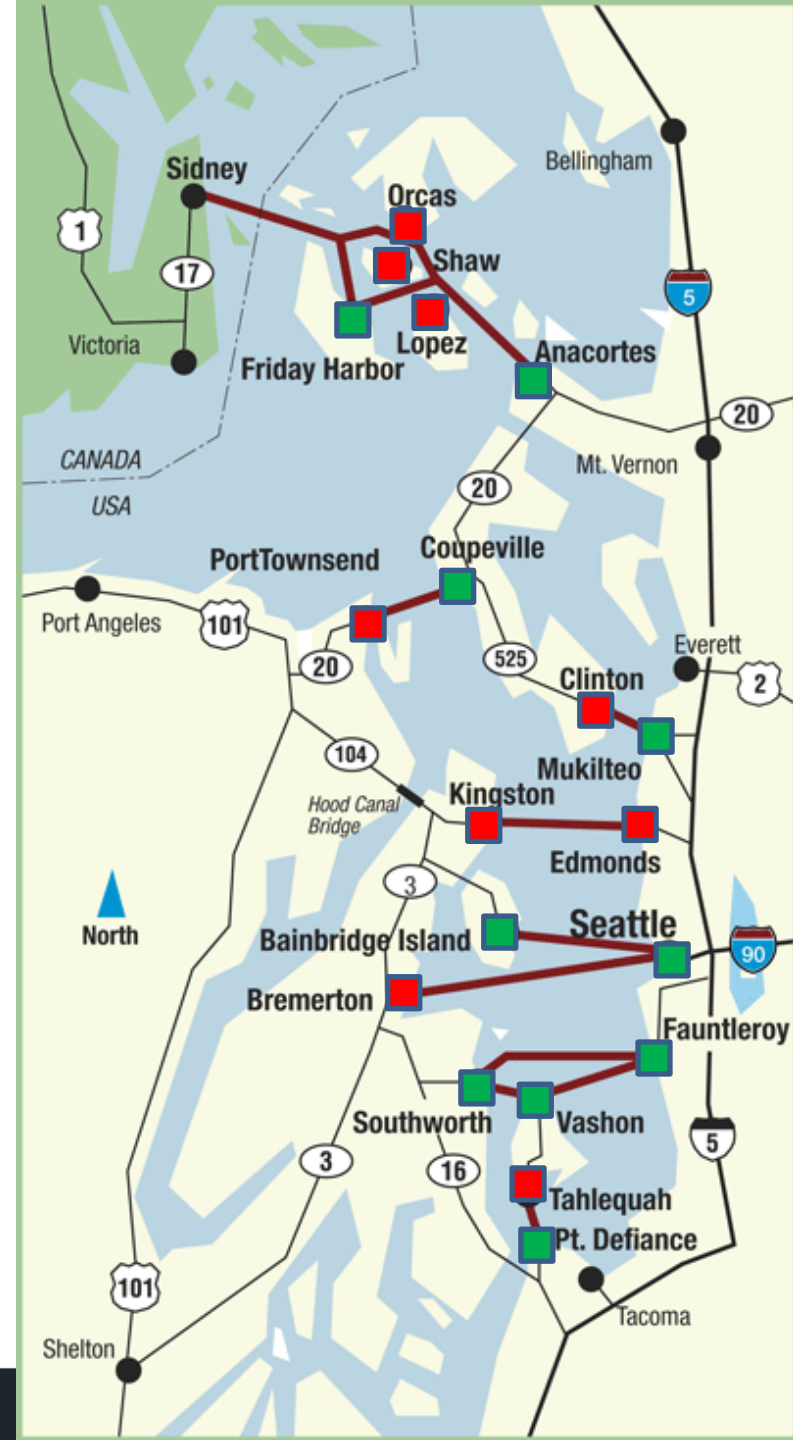 Sidney
Orcas
Bellingham
1
Shaw
17
5
Victoria
Lopez
Friday Harbor
Anacortes
20
CANADA
Mt. Vernon
USA
20
Coupeville
PortTownsend
Port Angeles
101
20
525
Everett
Clinton
2
104
Mukilteo
Hood Canal
Bridge
Kingston
Edmonds
3
North
Bainbridge Island
Seattle
90
Bremerton
Fauntleroy
Southworth
Vashon
5
3
16
Tahlequah
Pt. Defiance
101
Tacoma
Shelton